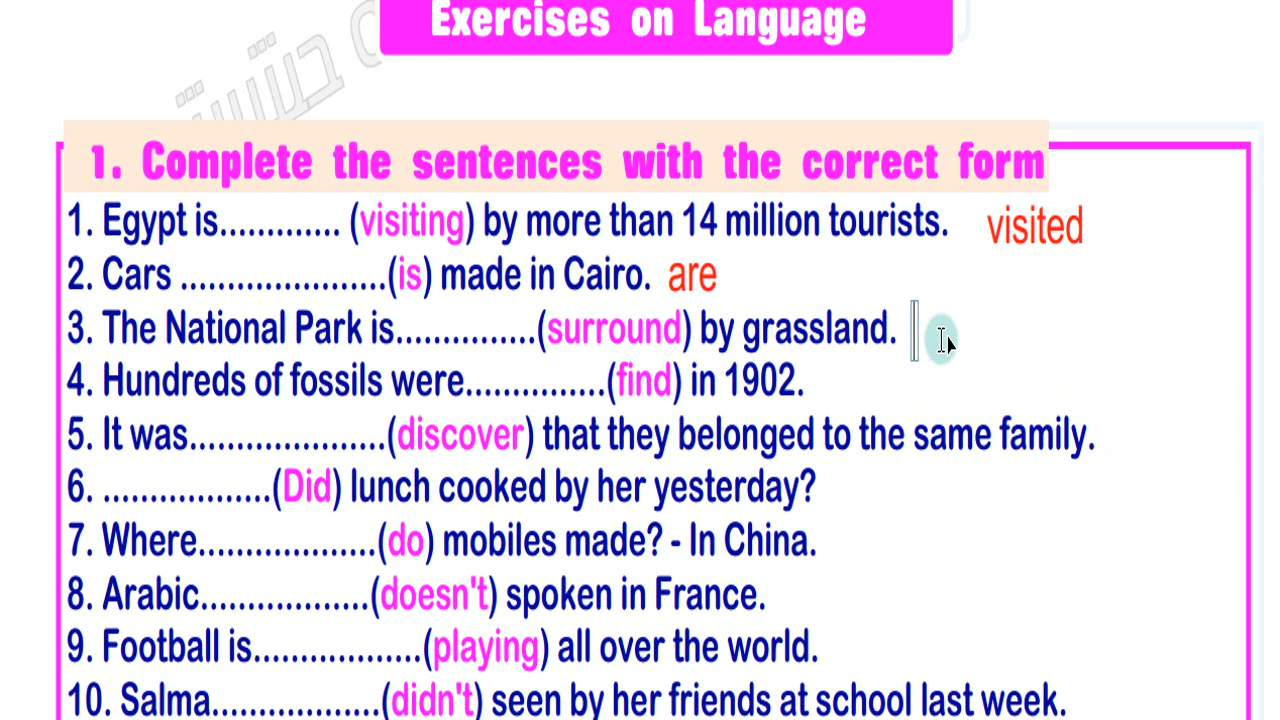 Exercises on Language
1. Complete the sentences with the correct form
1. Egypt is............. (visiting) by more than 14 million tourists. visited
2. Cars ......................(is) made in Cairo. are
3. The National Park is...............(surround) by grassland.
4. Hundreds of fossils were...............(find) in 1902.
5. It was.....................(discover) that they belonged to the same family.
6. ..................(Did) lunch cooked by her yesterday?
7. Where...................(do) mobiles made? - In China.
8. Arabic..................(doesn't) spoken in France.
9. Football is..................(playing) all over the world.
10. Salma..................(didn't) seen by her friends at school last week.